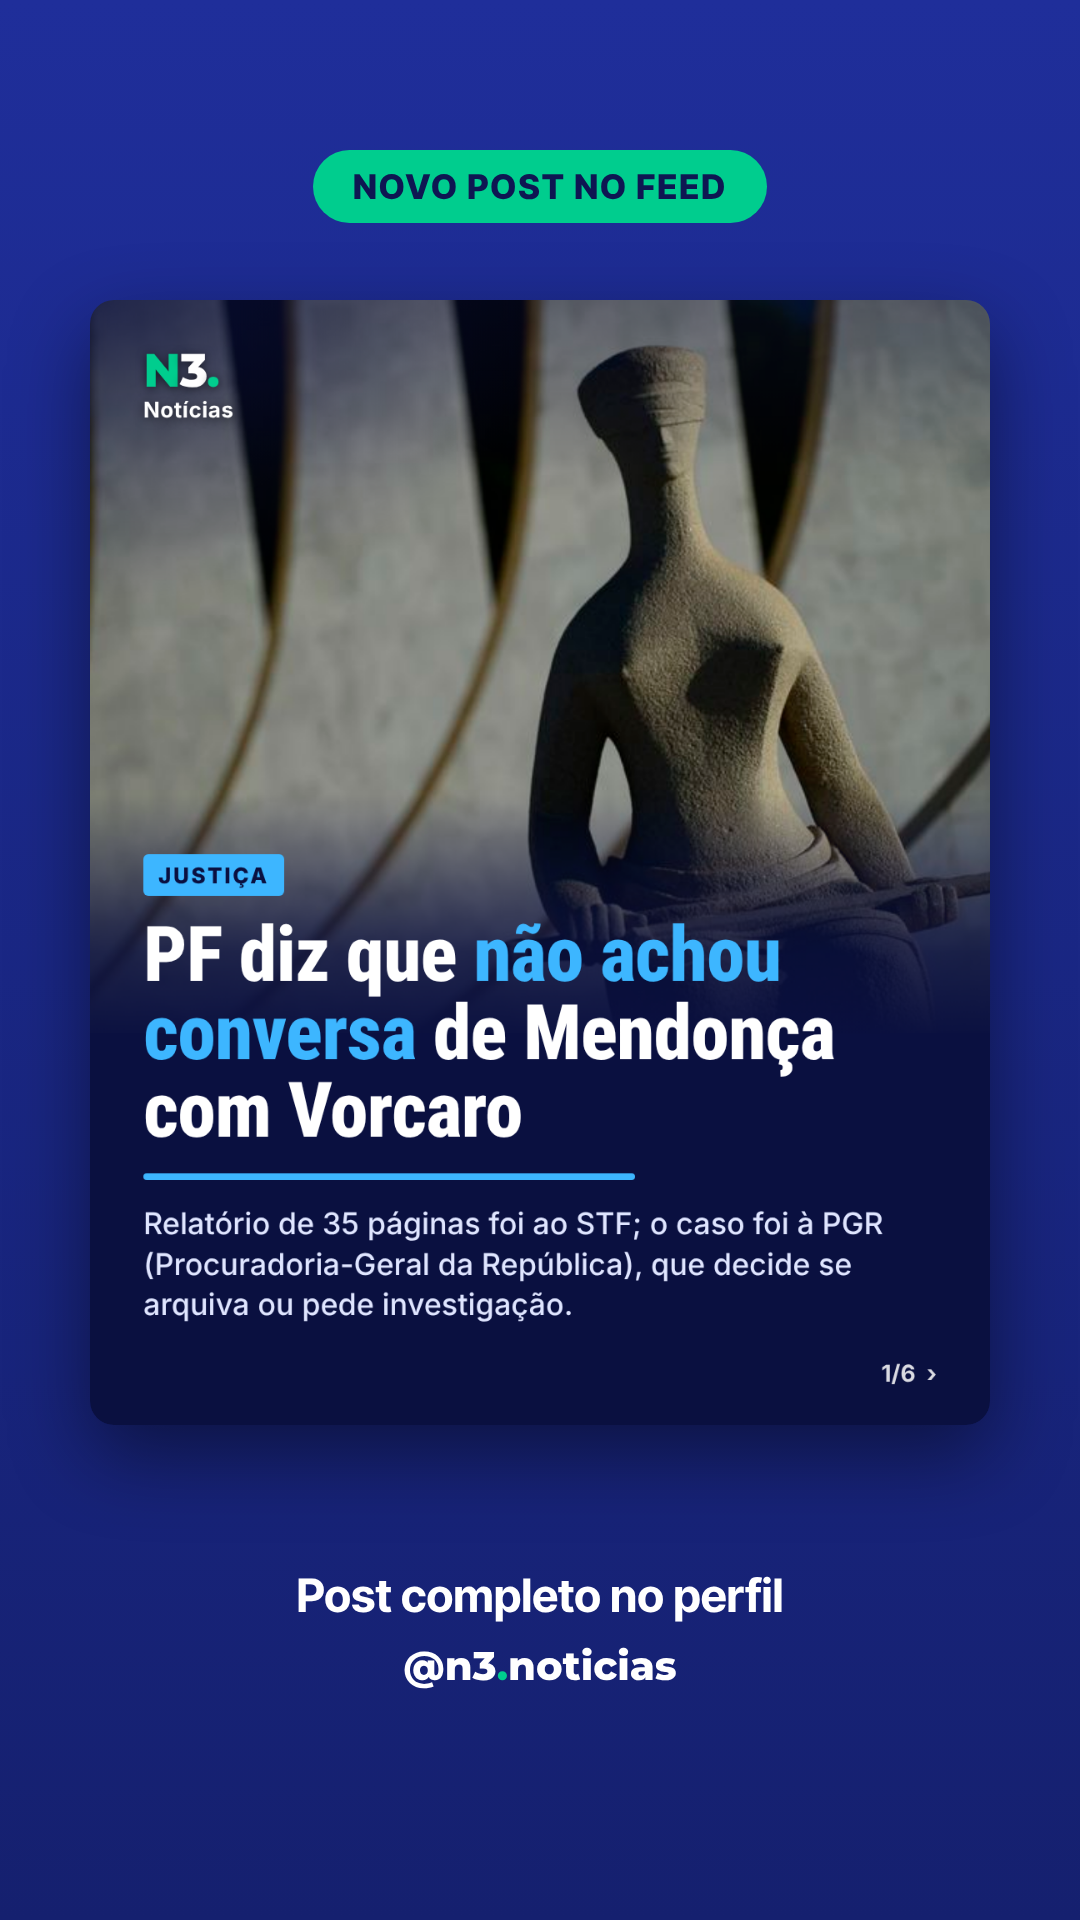 NOVO POST NO FEED
N3.
Notícias
JUSTIÇA
PF diz que não achou
conversa de Mendonça
com Vorcaro
Relatório de 35 páginas foi ao STF; o caso foi à PGR
(Procuradoria-Geral da República), que decide se
arquiva ou pede investigação.
1/6 ›
Post completo no perfil
@n3.noticias